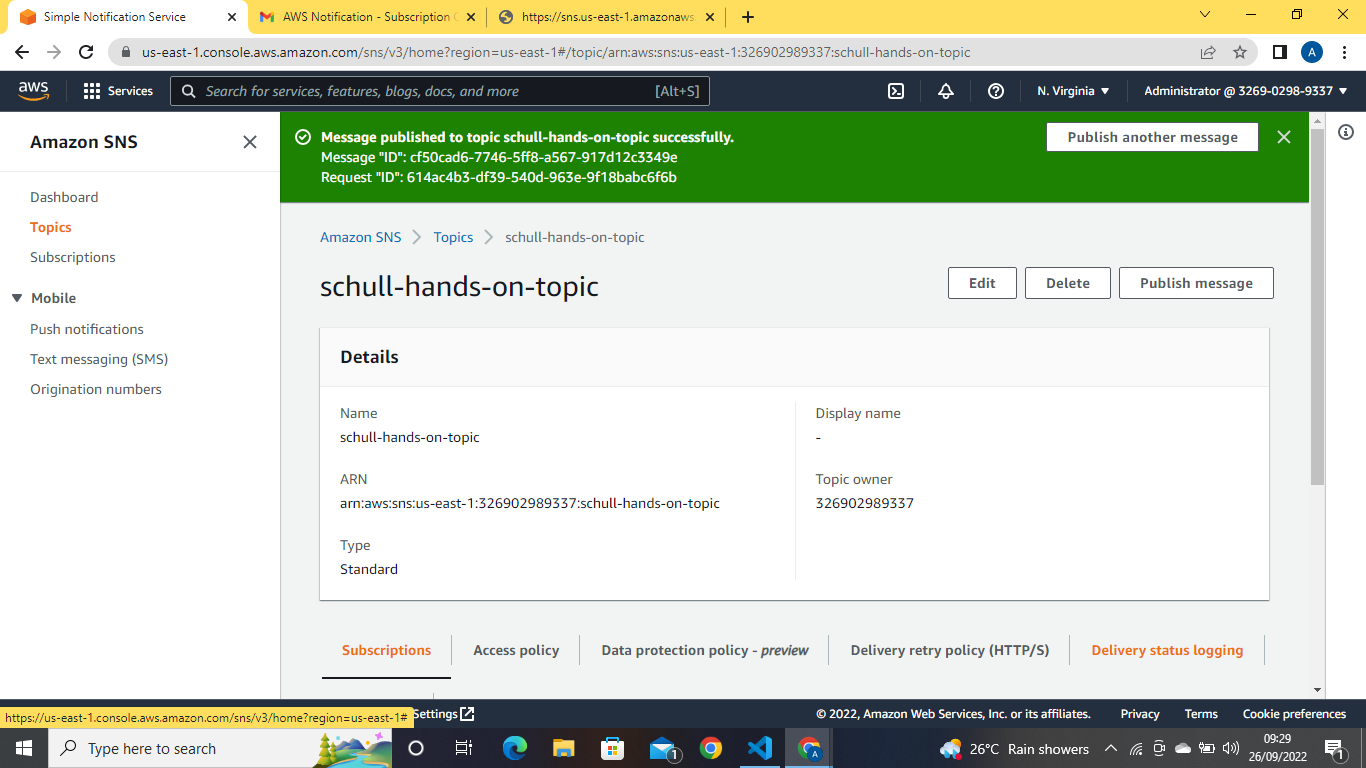 Simple Notification Service
AWS Notification - Subscription C
https://sns.us-east-1.amazonaws.
us-east-1.console.aws.amazon.com/sns/v3/home?region=us-east-1#/topic/arn:aws:sns:us-east-1:326902989337:schull-hands-on-topic
A
aws
Services
Search for services, features, blogs, docs, and more
[Alt+S]
N. Virginia
Administrator @ 3269-0298-9337
Amazon SNS
Dashboard
Topics
Subscriptions
Mobile
Push notifications
Text messaging (SMS)
Origination numbers
Message published to topic schull-hands-on-topic successfully.
Message "ID": cf50cad6-7746-5ff8-a567-917d12c3349e
Request "ID": 614ac4b3-df39-540d-963e-9f18babc6f6b
Publish another message
Amazon SNS
Topics
schull-hands-on-topic
schull-hands-on-topic
Edit
Delete
Publish message
Details
Name
schull-hands-on-topic
ARN
arn:aws:sns:us-east-1:326902989337:schull-hands-on-topic
Type
Standard
Display name
-
Topic owner
326902989337
Subscriptions
Access policy
Data protection policy - preview
Delivery retry policy (HTTP/S)
Delivery status logging
https://us-east-1.console.aws.amazon.com/sns/v3/home?region=us-east-1#
Settings
© 2022, Amazon Web Services, Inc. or its affiliates.
Privacy
Terms
Cookie preferences
Type here to search
1
A
26°C Rain showers
09:29
26/09/2022
1